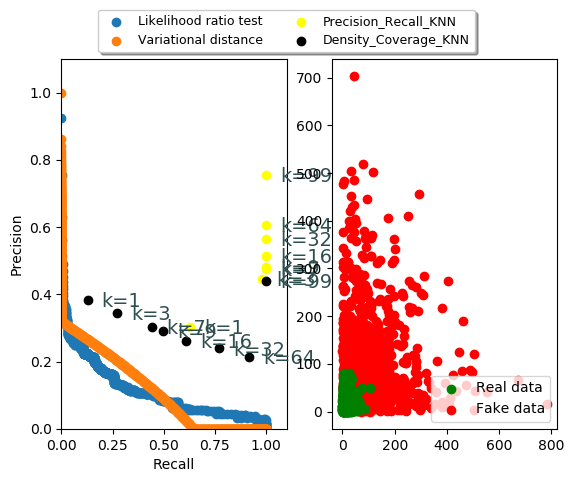 Likelihood ratio test
Variational distance
Precision_Recall_KNN
Density_Coverage_KNN
Precision
1.0
0.8
0.6
0.4
0.2
0.0
k=99
k=64
k=32
k=16
k=99
k=1
k=3
k=7
k=1
k=9
k=16
k=32
k=64
0.00
0.25
0.50
0.75
1.00
Recall
700
600
500
400
300
200
100
0
Real data
Fake data
0
200
400
600
800